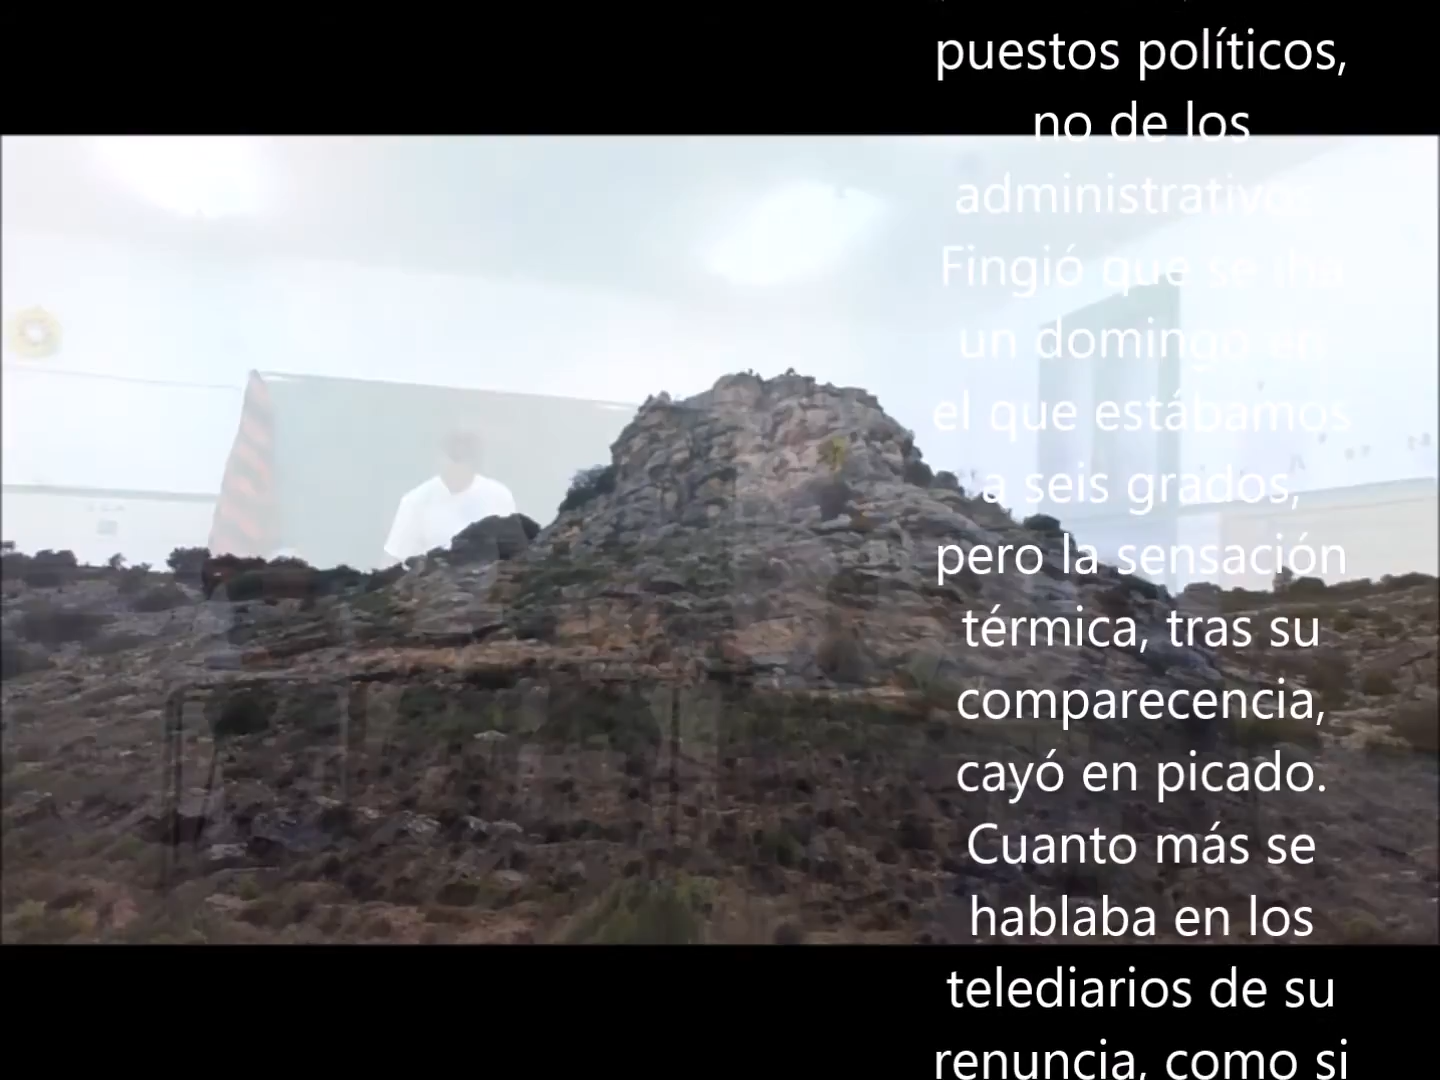 puestos políticos,
no de los
administrativos.
Fingió que se iba
un domingo en
el que estábamos
a seis grados,
pero la sensación
térmica, tras su
comparecencia,
cayó en picado.
Cuanto más se
hablaba en los
telediarios de su
renuncia, como si